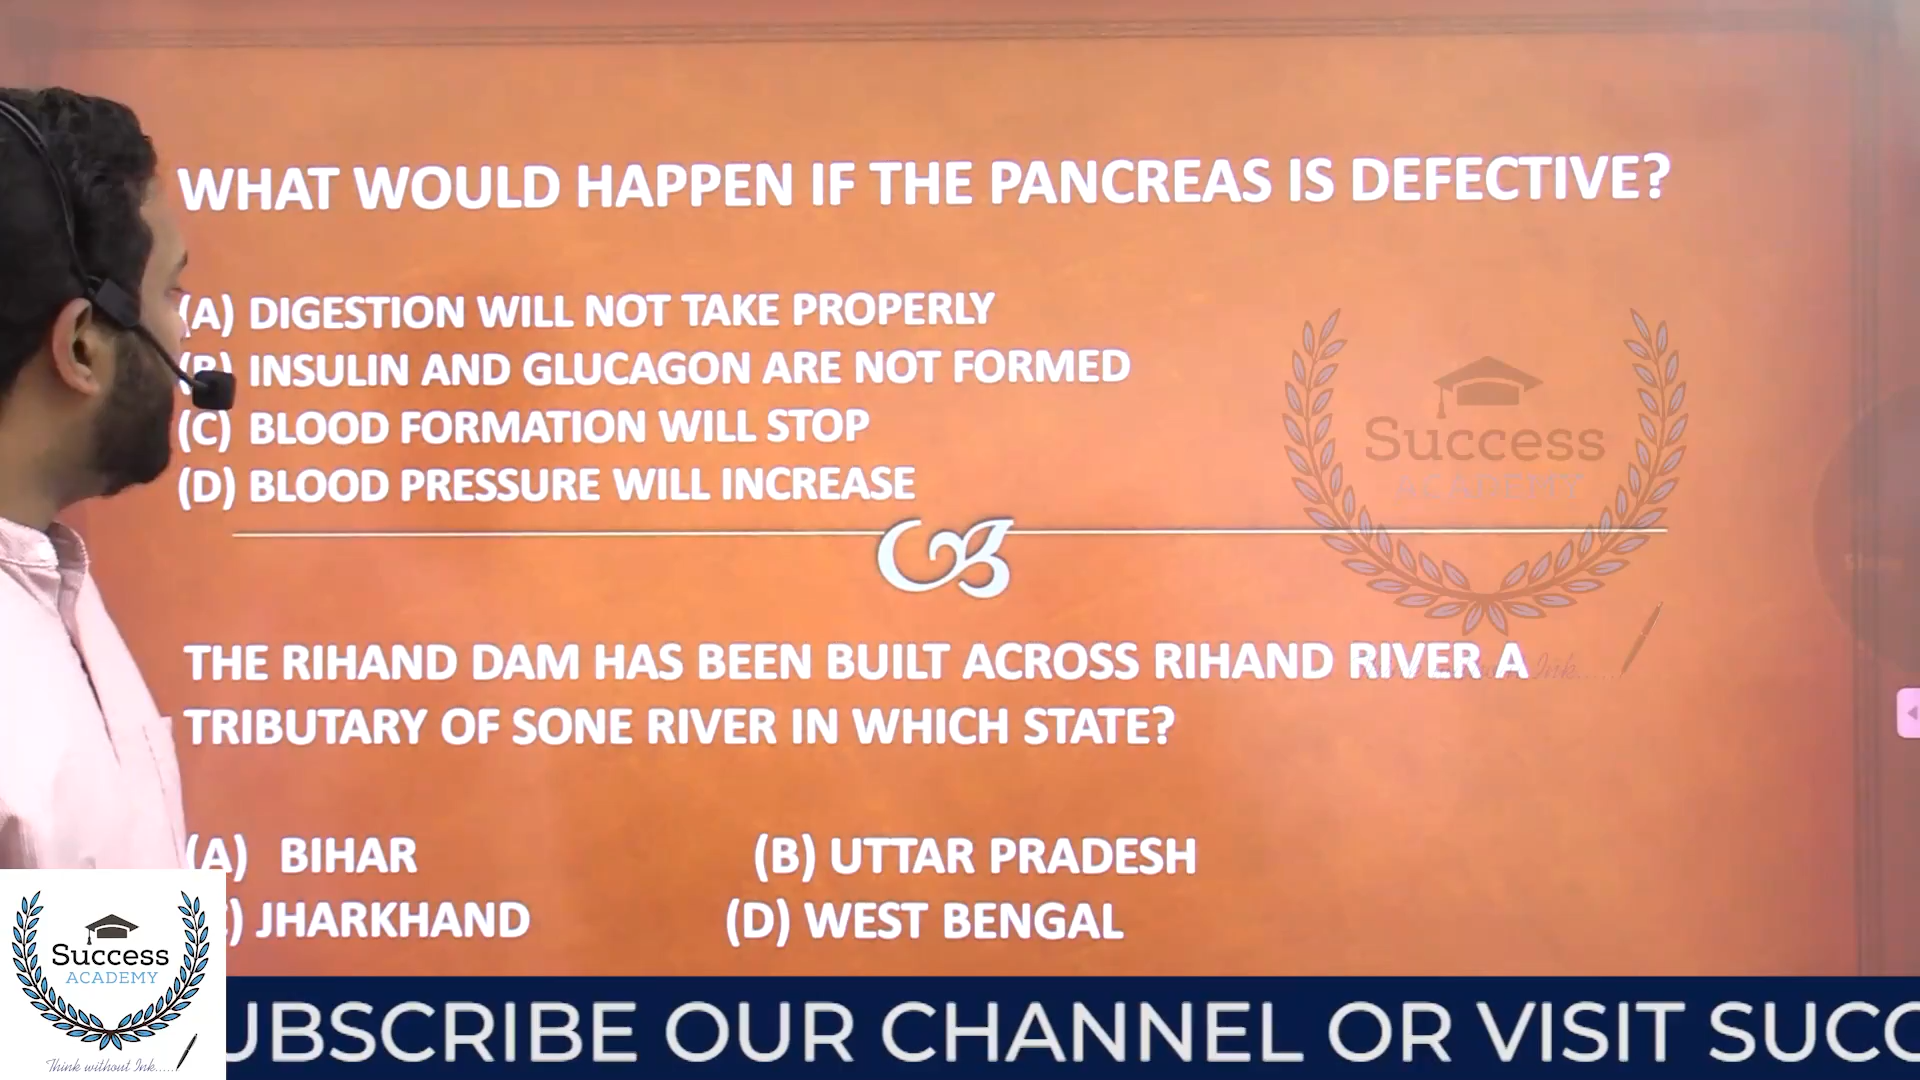 WHAT WOULD HAPPEN IF THE PANCREAS IS DEFECTIVE?
(A) DIGESTION WILL NOT TAKE PROPERLY
(B) INSULIN AND GLUCAGON ARE NOT FORMED
(C) BLOOD FORMATION WILL STOP
(D) BLOOD PRESSURE WILL INCREASE
Success
ACADEMY
THE RIHAND DAM HAS BEEN BUILT ACROSS RIHAND RIVER A
TRIBUTARY OF SONE RIVER IN WHICH STATE?
(A) BIHAR (B) UTTAR PRADESH
) JHARKHAND (D) WEST BENGAL
Success
ACADEMY
Think without Ink.....
UBSCRIBE OUR CHANNEL OR VISIT SUCC